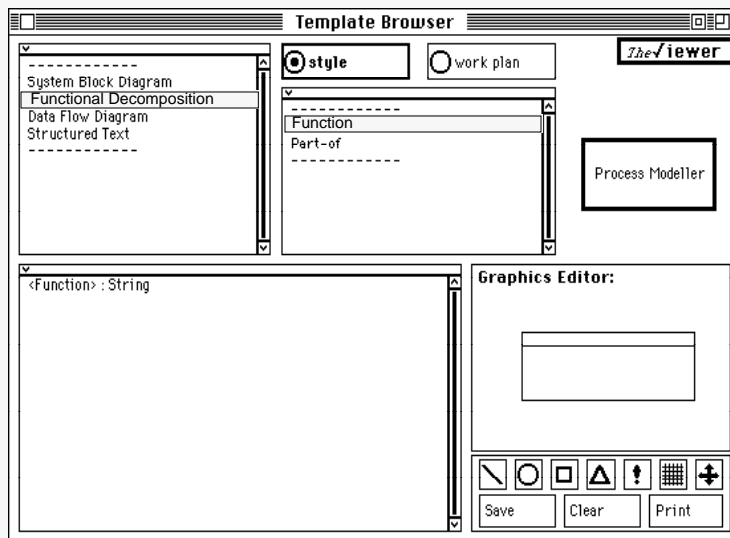 Template Browser
-------------
System Block Diagram
Functional Decomposition
Data Flow Diagram
Structured Text
-------------
style
work plan
The√iewer
-------------
Function
Part-of
-------------
Process Modeller
<Function> : String
Graphics Editor:
Save
Clear
Print